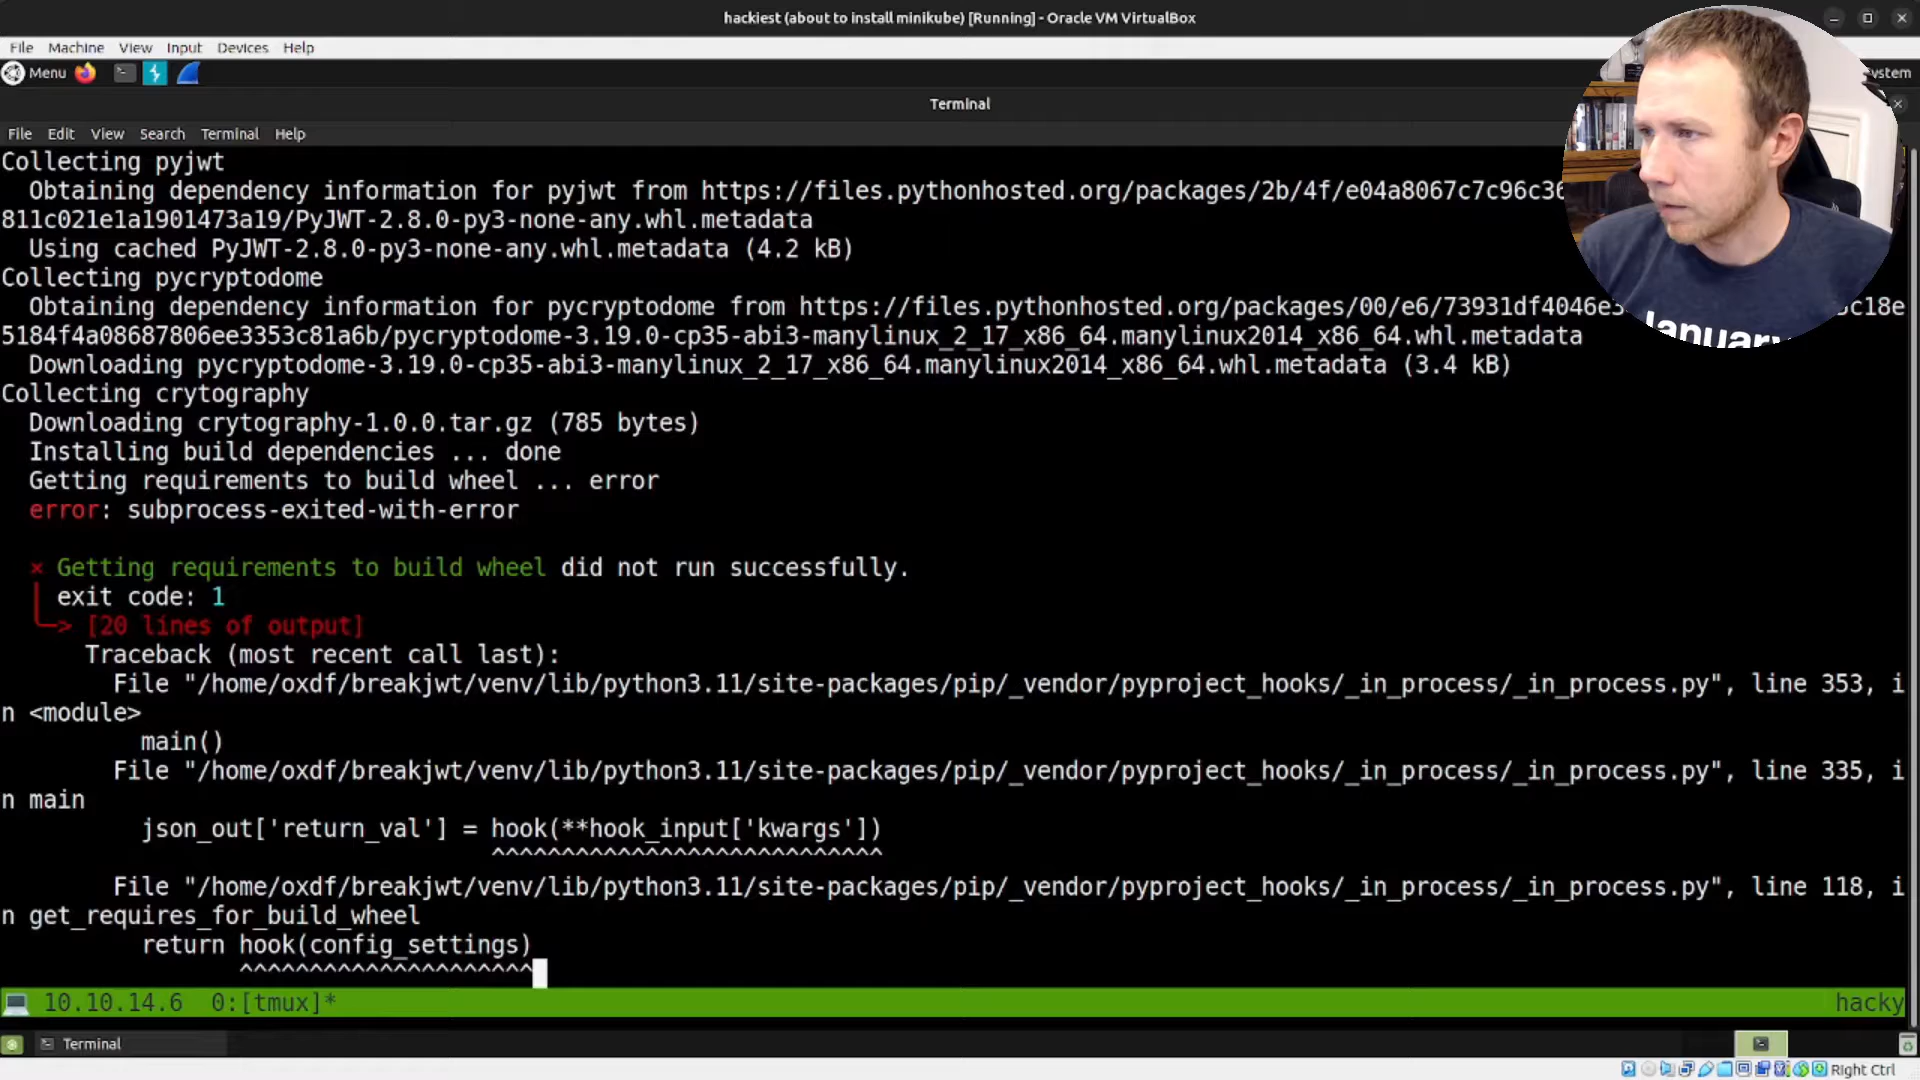 hackiest (about to install minikube) [Running] - Oracle VM VirtualBox
File Machine View Input Devices Help
Menu
Terminal
File Edit View Search Terminal Help
Collecting pyjwt
Obtaining dependency information for pyjwt from https://files.pythonhosted.org/packages/2b/4f/e04a8067c7c96c3
811c021e1a1901473a19/PyJWT-2.8.0-py3-none-any.whl.metadata
Using cached PyJWT-2.8.0-py3-none-any.whl.metadata (4.2 kB)
Collecting pycryptodome
Obtaining dependency information for pycryptodome from https://files.pythonhosted.org/packages/00/e6/73931df4046e3 c18e
5184f4a08687806ee3353c81a6b/pycryptodome-3.19.0-cp35-abi3-manylinux_2_17_x86_64.manylinux2014_x86_64.whl.metadata
Downloading pycryptodome-3.19.0-cp35-abi3-manylinux_2_17_x86_64.manylinux2014_x86_64.whl.metadata (3.4 kB)
January
Collecting crytography
Downloading crytography-1.0.0.tar.gz (785 bytes)
Installing build dependencies ... done
Getting requirements to build wheel ... error
error: subprocess-exited-with-error
× Getting requirements to build wheel did not run successfully.
│ exit code: 1
╰─> [20 lines of output]
Traceback (most recent call last):
File "/home/oxdf/breakjwt/venv/lib/python3.11/site-packages/pip/_vendor/pyproject_hooks/_in_process/_in_process.py", line 353, i
n <module>
main()
File "/home/oxdf/breakjwt/venv/lib/python3.11/site-packages/pip/_vendor/pyproject_hooks/_in_process/_in_process.py", line 335, i
n main
json_out['return_val'] = hook(**hook_input['kwargs'])
^^^^^^^^^^^^^^^^^^^^^^^^^^^^
File "/home/oxdf/breakjwt/venv/lib/python3.11/site-packages/pip/_vendor/pyproject_hooks/_in_process/_in_process.py", line 118, i
n get_requires_for_build_wheel
return hook(config_settings)
^^^^^^^^^^^^^^^^^^^^^
10.10.14.6 0:[tmux]* hacky
Terminal
Right Ctrl